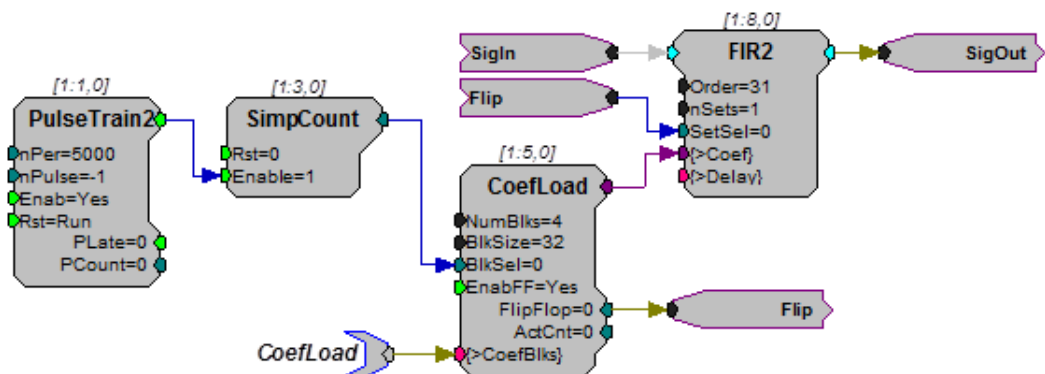 [1:8,0]
SigIn
FIR2
SigOut
Order=31
nSets=1
SetSel=0
{>Coef}
{>Delay}
Flip
[1:1,0]
PulseTrain2
nPer=5000
nPulse=-1
Enab=Yes
Rst=Run
PLate=0
PCount=0
[1:3,0]
SimpCount
Rst=0
Enable=1
[1:5,0]
CoefLoad
NumBlks=4
BlkSize=32
BlkSel=0
EnabFF=Yes
FlipFlop=0
ActCnt=0
{>CoefBlks}
Flip
CoefLoad